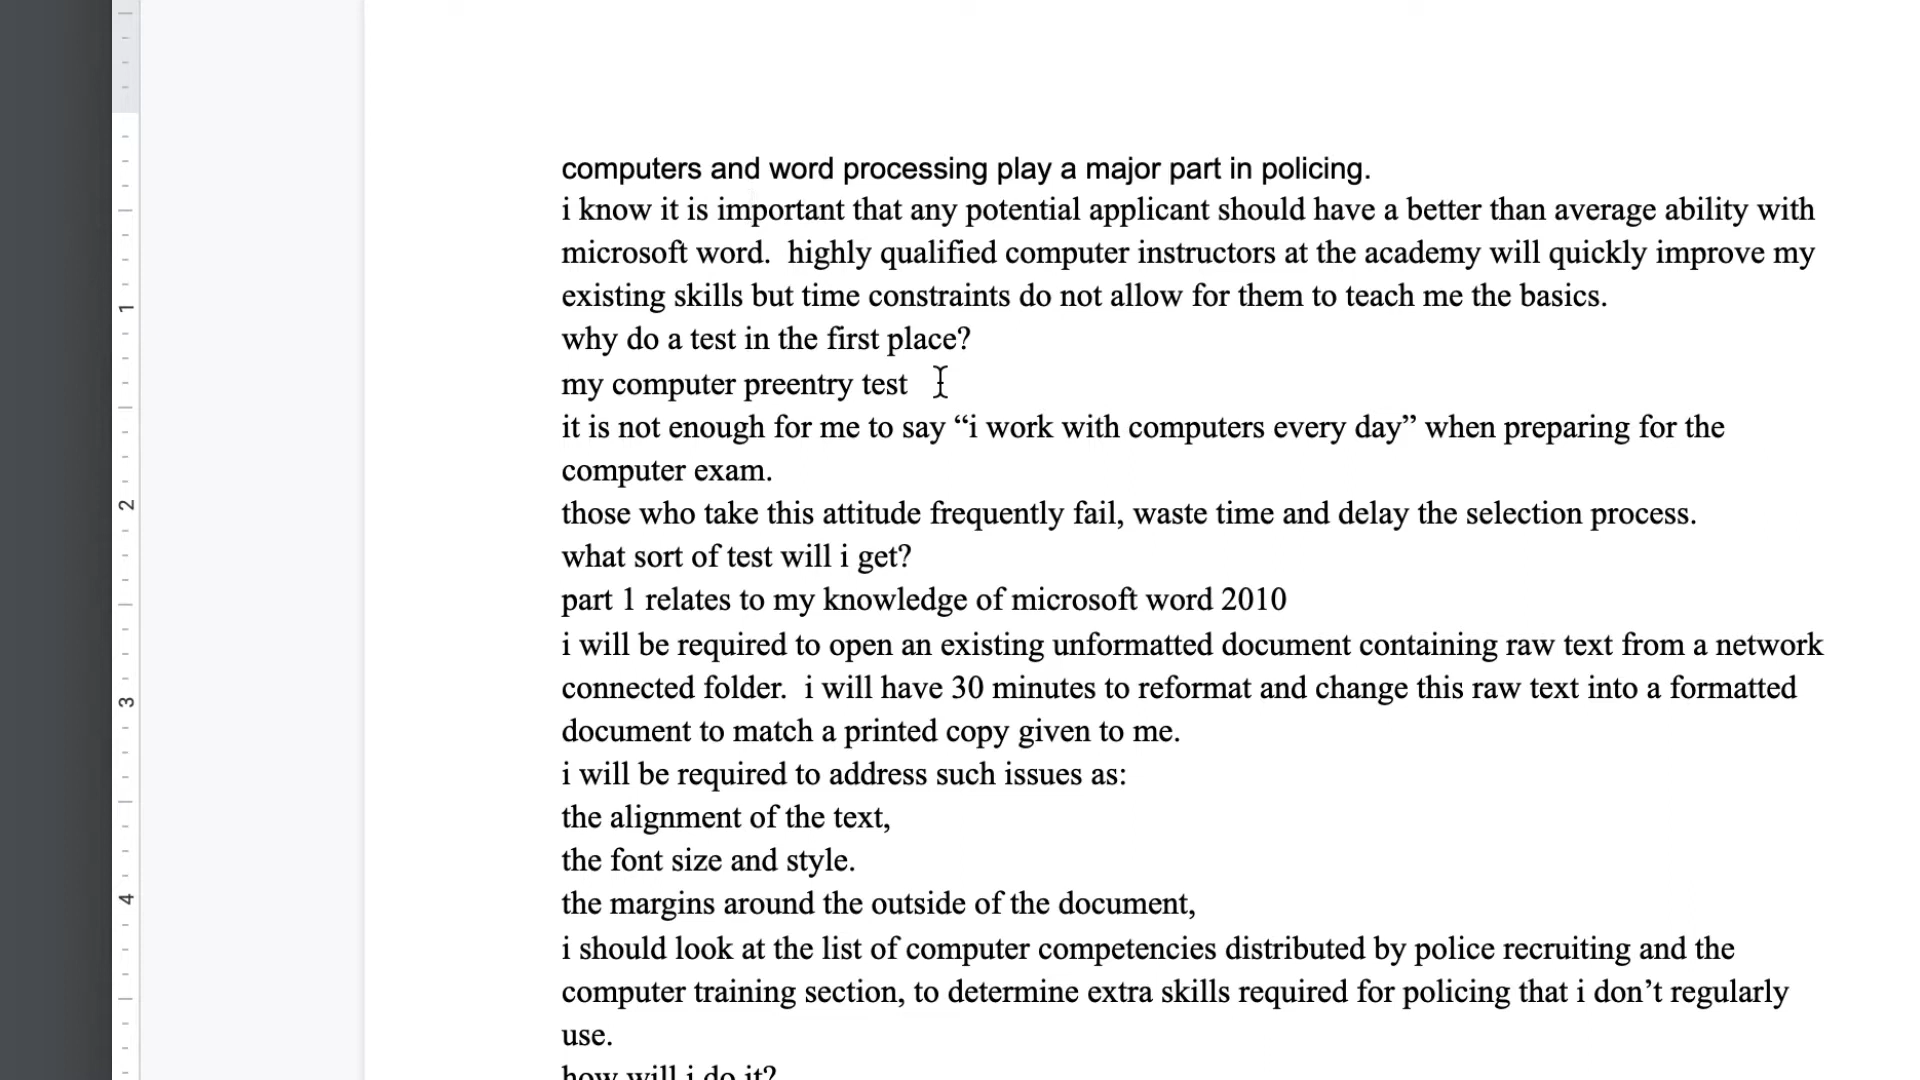 computers and word processing play a major part in policing.
i know it is important that any potential applicant should have a better than average ability with
microsoft word.  highly qualified computer instructors at the academy will quickly improve my
existing skills but time constraints do not allow for them to teach me the basics.
why do a test in the first place?
my computer preentry test
it is not enough for me to say “i work with computers every day” when preparing for the
computer exam.
those who take this attitude frequently fail, waste time and delay the selection process.
what sort of test will i get?
part 1 relates to my knowledge of microsoft word 2010
i will be required to open an existing unformatted document containing raw text from a network
connected folder.  i will have 30 minutes to reformat and change this raw text into a formatted
document to match a printed copy given to me.
i will be required to address such issues as:
the alignment of the text,
the font size and style.
the margins around the outside of the document,
i should look at the list of computer competencies distributed by police recruiting and the
computer training section, to determine extra skills required for policing that i don’t regularly
use.
how will i do it?
1
2
3
4